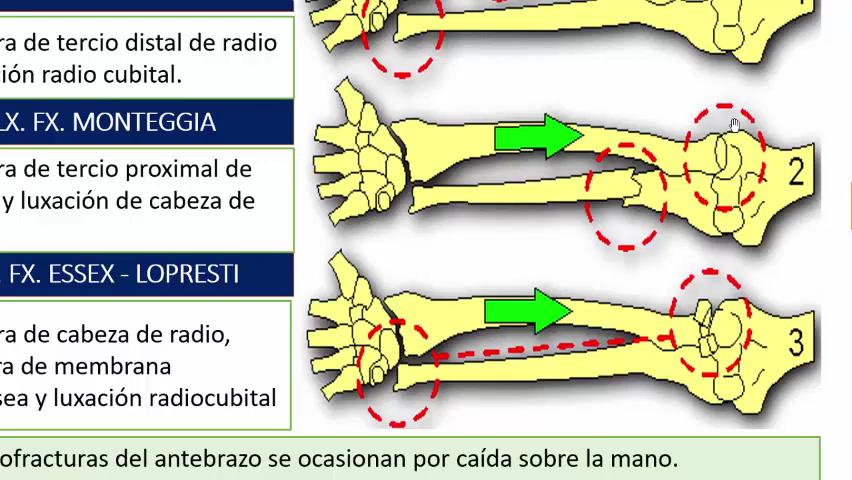 ra de tercio distal de radio
ción radio cubital.
LX. FX. MONTEGGIA
ra de tercio proximal de
y luxación de cabeza de
2
. FX. ESSEX - LOPRESTI
ra de cabeza de radio,
ra de membrana
sea y luxación radiocubital
3
ofracturas del antebrazo se ocasionan por caída sobre la mano.